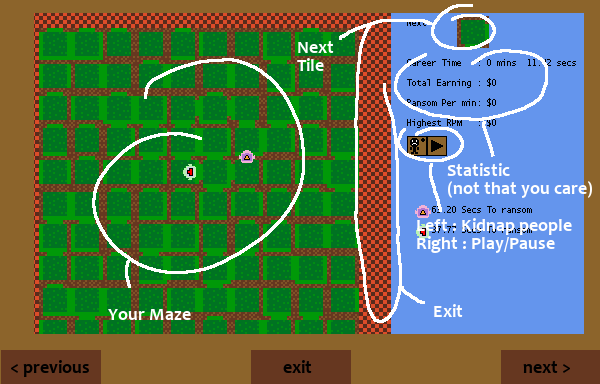 Next
Next
Tile
Career Time : 0 mins 11.12 secs
Total Earning : $0
Ransom Per min: $0
Highest RPM : $0
Statistic
(not that you care)
Secs To ransom
Left : Kidnap people
Right : Play/Pause
Exit
Your Maze
< previous
exit
next >